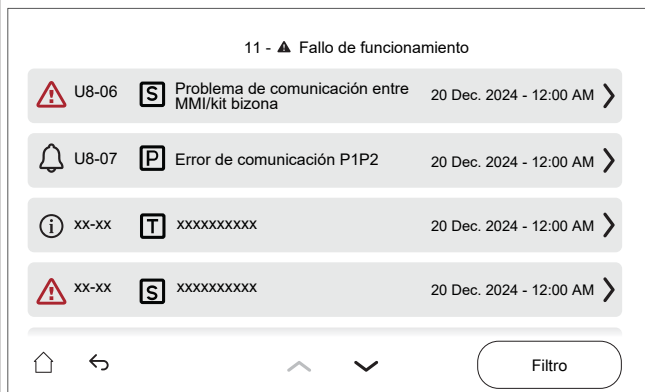 11 - Fallo de funcionamiento
U8-06 S Problema de comunicación entre
MMI/kit bizona
20 Dec. 2024 - 12:00 AM
U8-07 P Error de comunicación P1P2 20 Dec. 2024 - 12:00 AM
xx-xx T xxxxxxxxxx 20 Dec. 2024 - 12:00 AM
xx-xx S xxxxxxxxxx 20 Dec. 2024 - 12:00 AM
Filtro